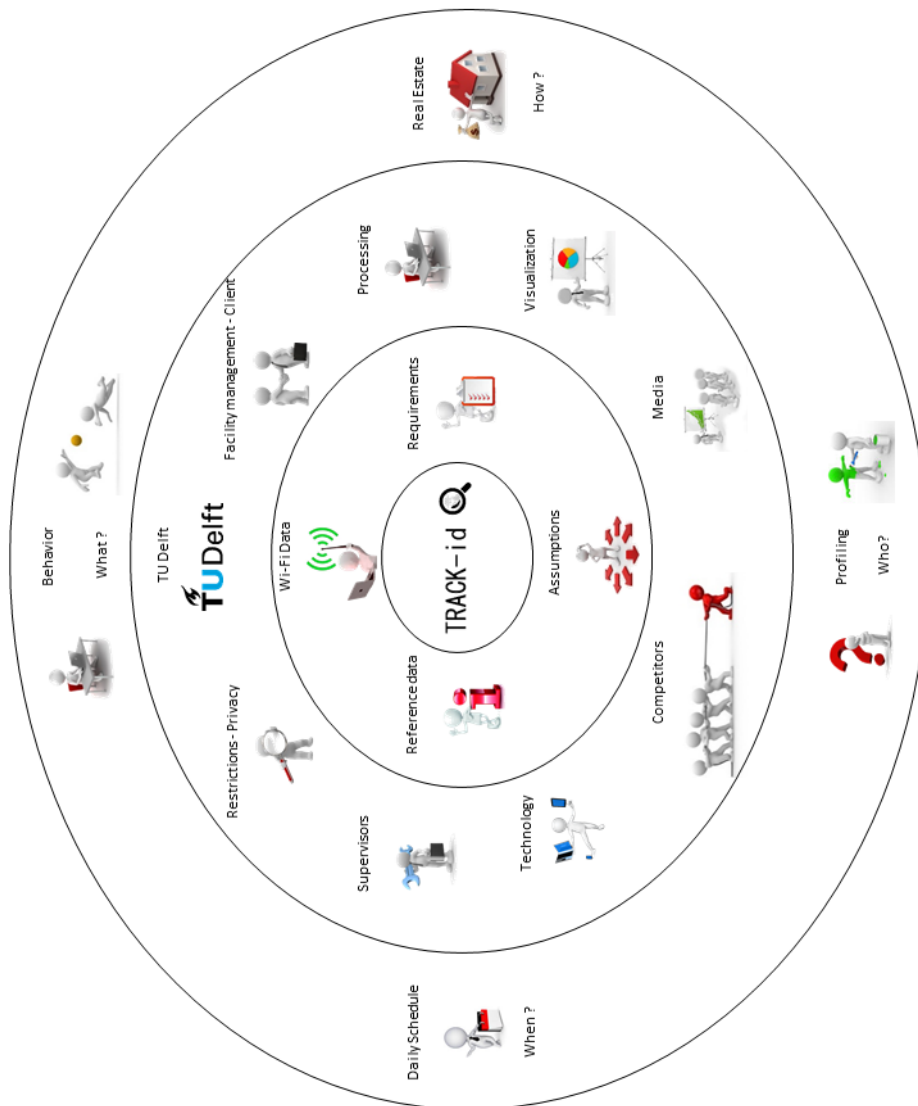 Behavior
What ?
TU Delft
TUDelft
Restrictions - Privacy
Facility management - Client
Wi-Fi Data
Supervisors
Processing
Daily Schedule
Reference data
Requirements
Real Estate
TRACK-id
When ?
Technology
Assumptions
Visualization
How ?
Competitors
Media
Profiling
Who?